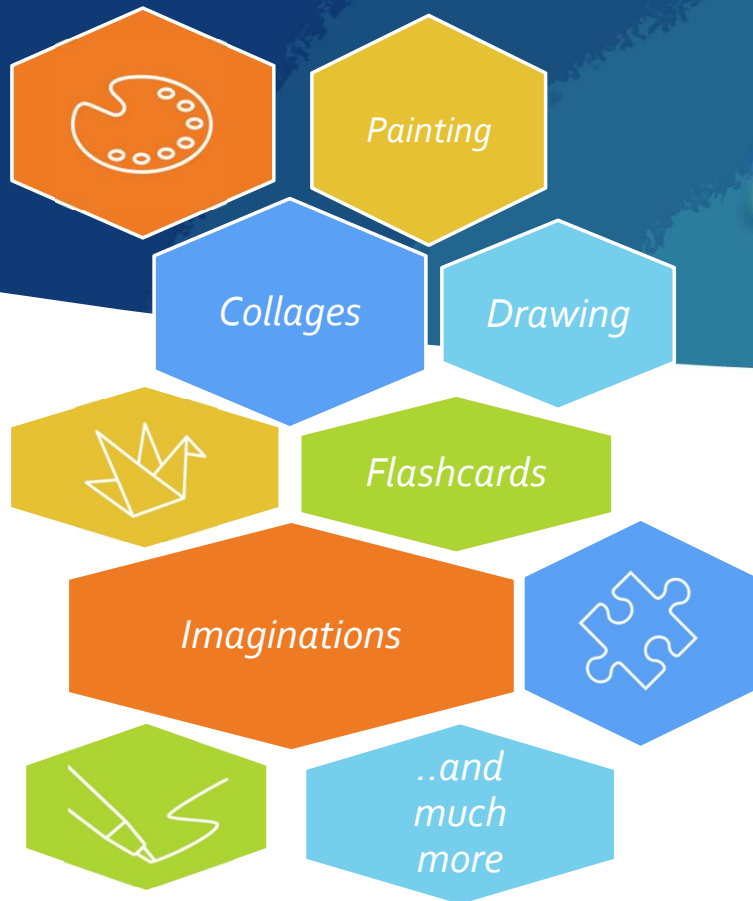 Painting
Collages
Drawing
Flashcards
Imaginations
..and
much
more